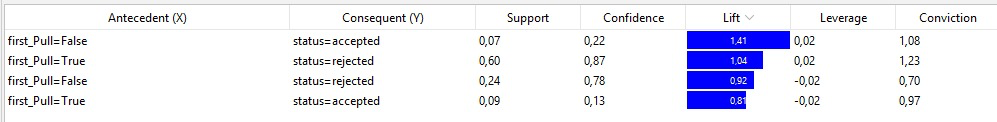 Antecedent (X) Consequent (Y) Support Confidence Lift Leverage Conviction
first_Pull=False status=accepted 0,07 0,22 1,41 0,02 1,08
first_Pull=True status=rejected 0,60 0,87 1,04 0,02 1,23
first_Pull=False status=rejected 0,24 0,78 0,92 -0,02 0,70
first_Pull=True status=accepted 0,09 0,13 0,81 -0,02 0,97